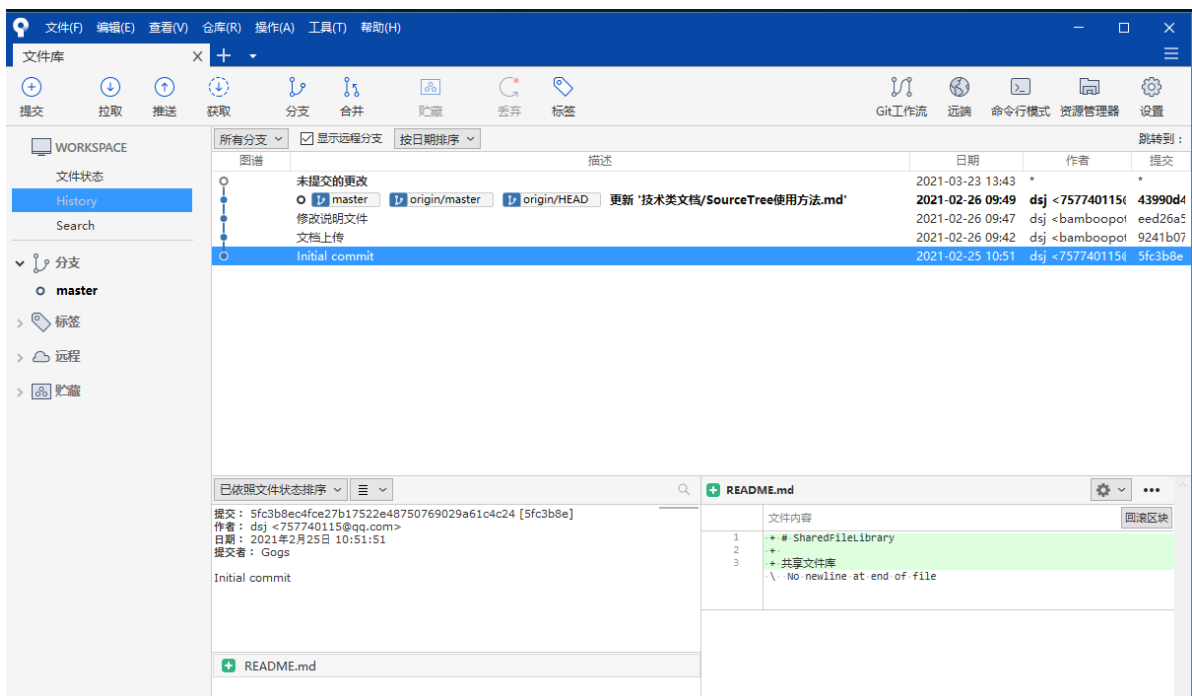 文件(F) 编辑(E) 查看(V) 仓库(R) 操作(A) 工具(T) 帮助(H)
文件库
提交 拉取 推送 获取 分支 合并 贮藏 丢弃 标签 Git工作流 远端 命令行模式 资源管理器 设置
WORKSPACE
文件状态
History
Search
分支
master
标签
远程
贮藏
所有分支 显示远程分支 按日期排序 跳转到：
图谱 描述 日期 作者 提交
未提交的更改 2021-03-23 13:43 * *
master origin/master origin/HEAD 更新 '技术类文档/SourceTree使用方法.md' 2021-02-26 09:49 dsj <757740115 43990d4
修改说明文件 2021-02-26 09:47 dsj <bamboopot eed26a5
文档上传 2021-02-26 09:42 dsj <bamboopot 9241b07
Initial commit 2021-02-25 10:51 dsj <757740115 5fc3b8e
已依照文件状态排序
提交： 5fc3b8ec4fce27b17522e48750769029a61c4c24 [5fc3b8e]
作者： dsj <757740115@qq.com>
日期： 2021年2月25日 10:51:51
提交者： Gogs
Initial commit
README.md
README.md
文件内容 回滚区块
1 + # SharedFileLibrary
2 +
3 + 共享文件库
\ No newline at end of file